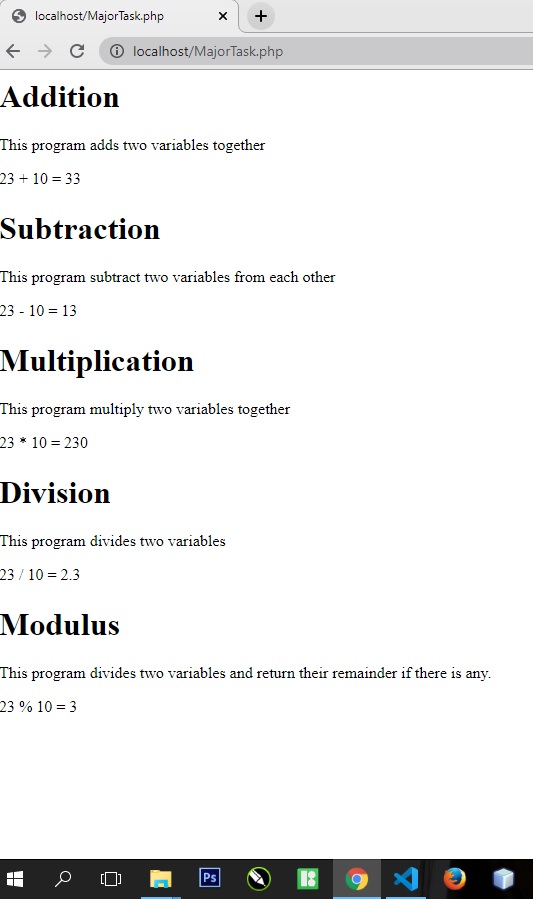 localhost/MajorTask.php
localhost/MajorTask.php
Addition
This program adds two variables together
23 + 10 = 33
Subtraction
This program subtract two variables from each other
23 - 10 = 13
Multiplication
This program multiply two variables together
23 * 10 = 230
Division
This program divides two variables
23 / 10 = 2.3
Modulus
This program divides two variables and return their remainder if there is any.
23 % 10 = 3
Ps